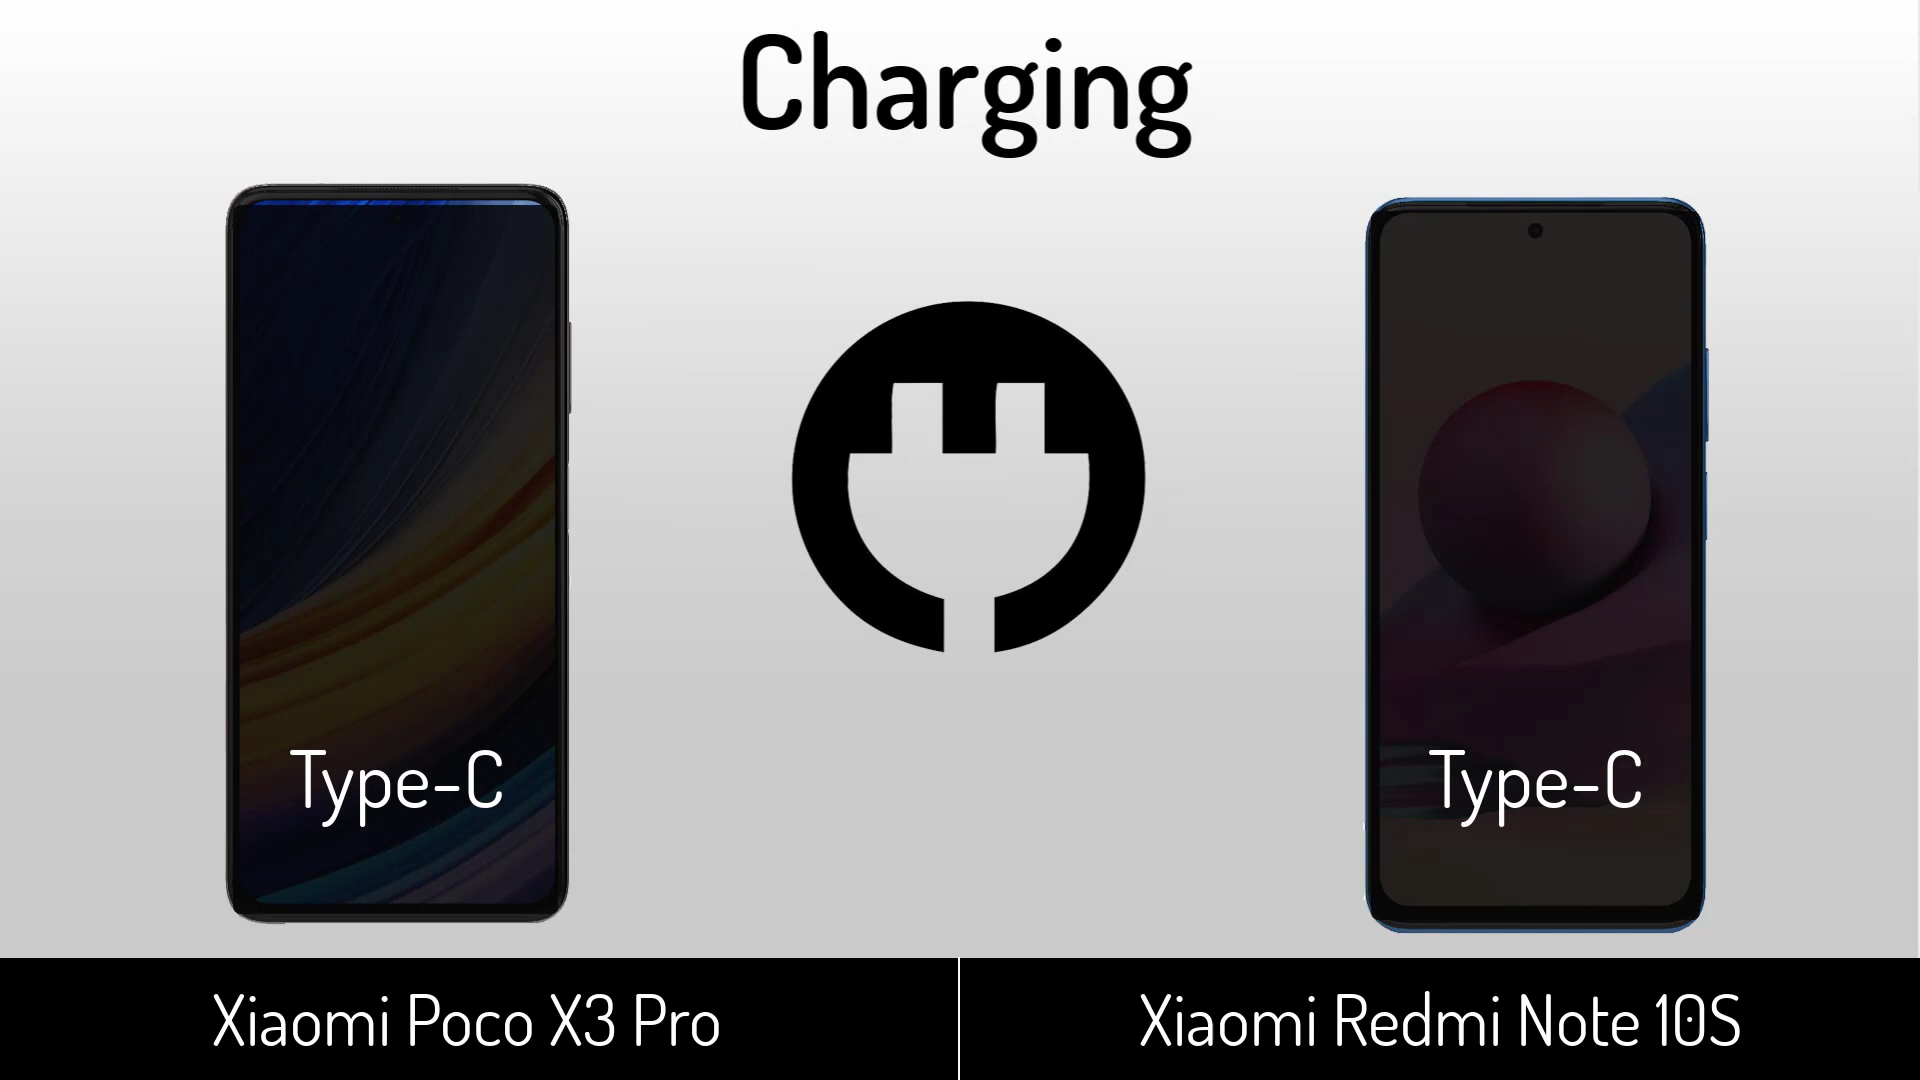 Charging
Type-C
Type-C
Xiaomi Poco X3 Pro
Xiaomi Redmi Note 10S